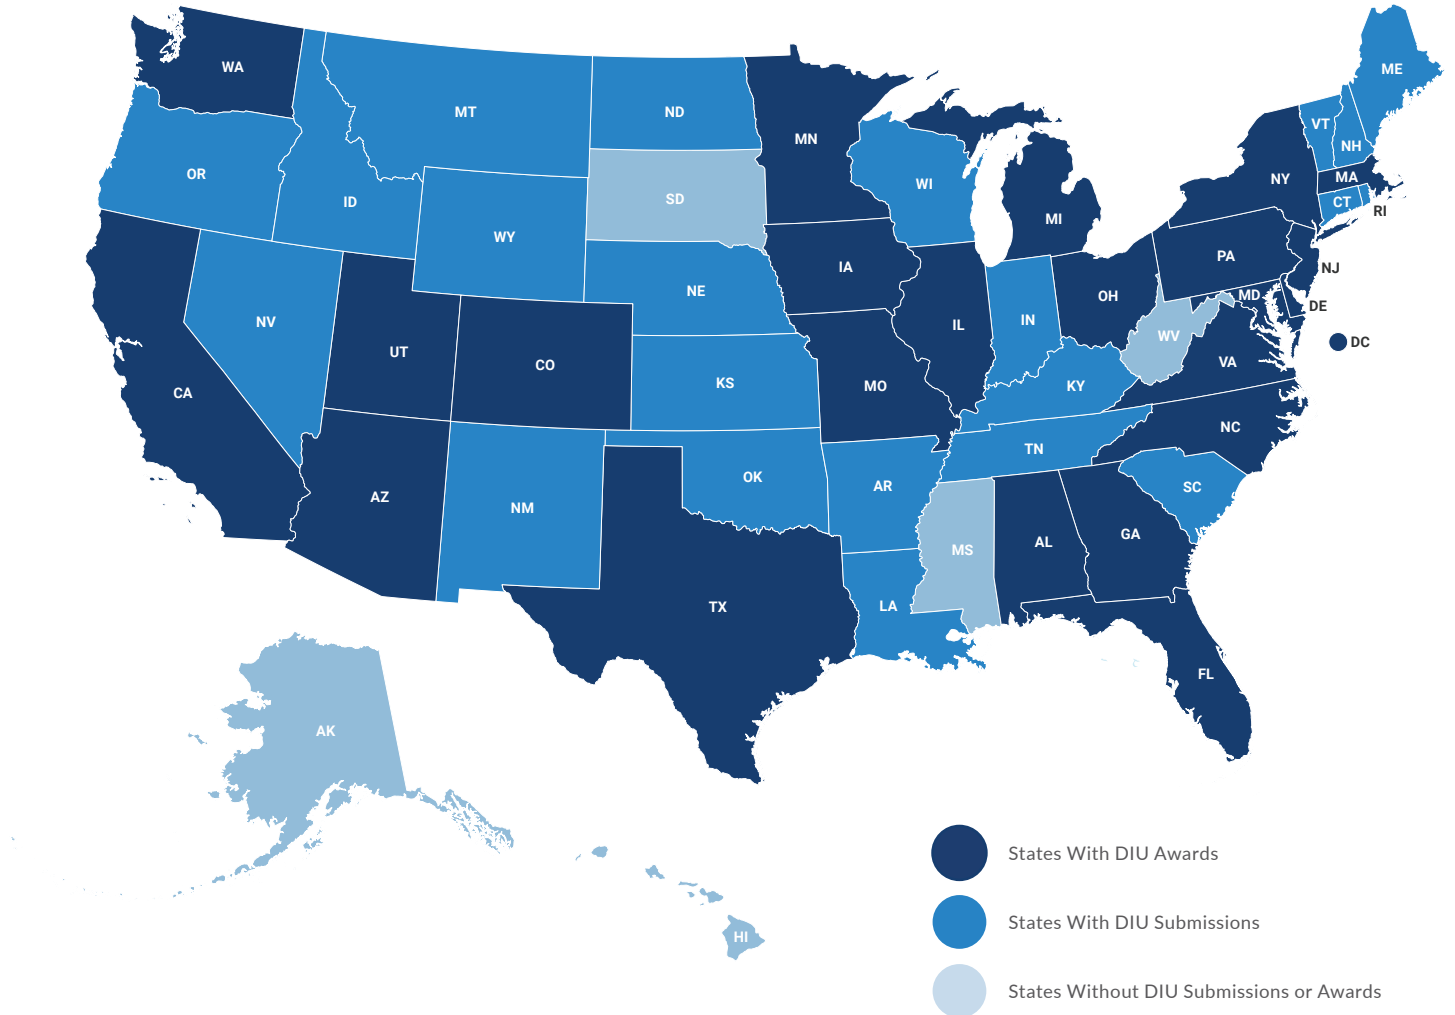 WA
ME
MT
ND
MN
VT
NH
OR
ID
WI
NY
MA
SD
CT
RI
MI
WY
PA
IA
NJ
NE
OH
MD
DE
NV
IL
IN
WV
DC
UT
CO
VA
CA
KS
MO
KY
NC
TN
OK
AR
SC
AZ
NM
GA
AL
MS
TX
LA
FL
AK
HI
States With DIU Awards
States With DIU Submissions
States Without DIU Submissions or Awards